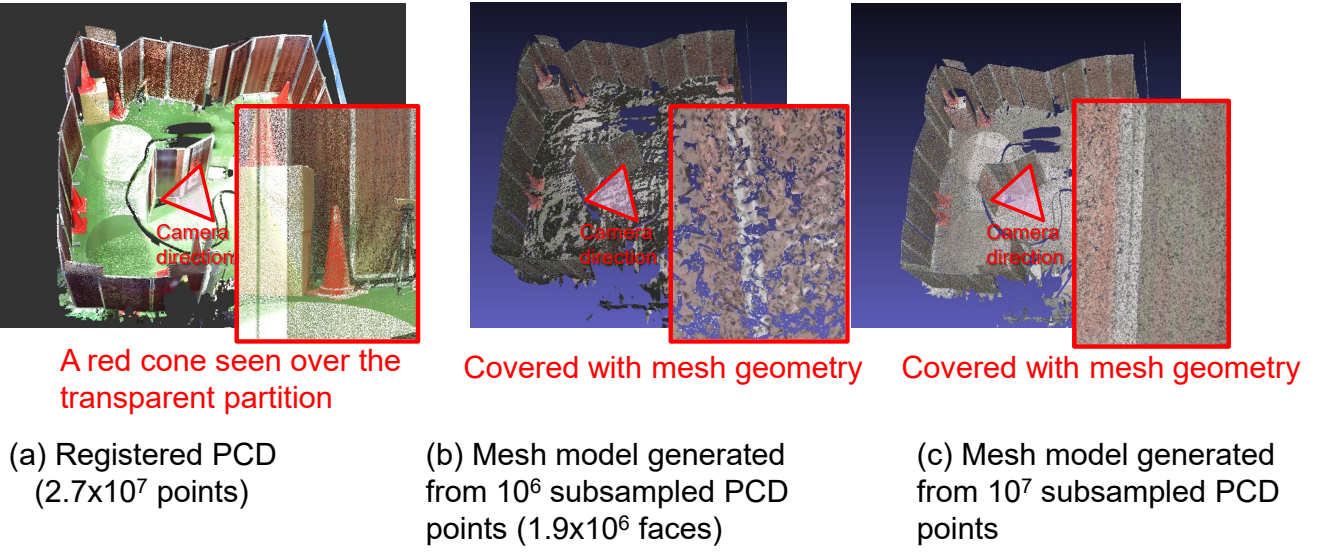 Camera
direction
Camera
direction
Camera
direction
A red cone seen over the
transparent partition
Covered with mesh geometry
Covered with mesh geometry
(a) Registered PCD
(2.7x10⁷ points)
(b) Mesh model generated
from 10⁶ subsampled PCD
points (1.9x10⁶ faces)
(c) Mesh model generated
from 10⁷ subsampled PCD
points